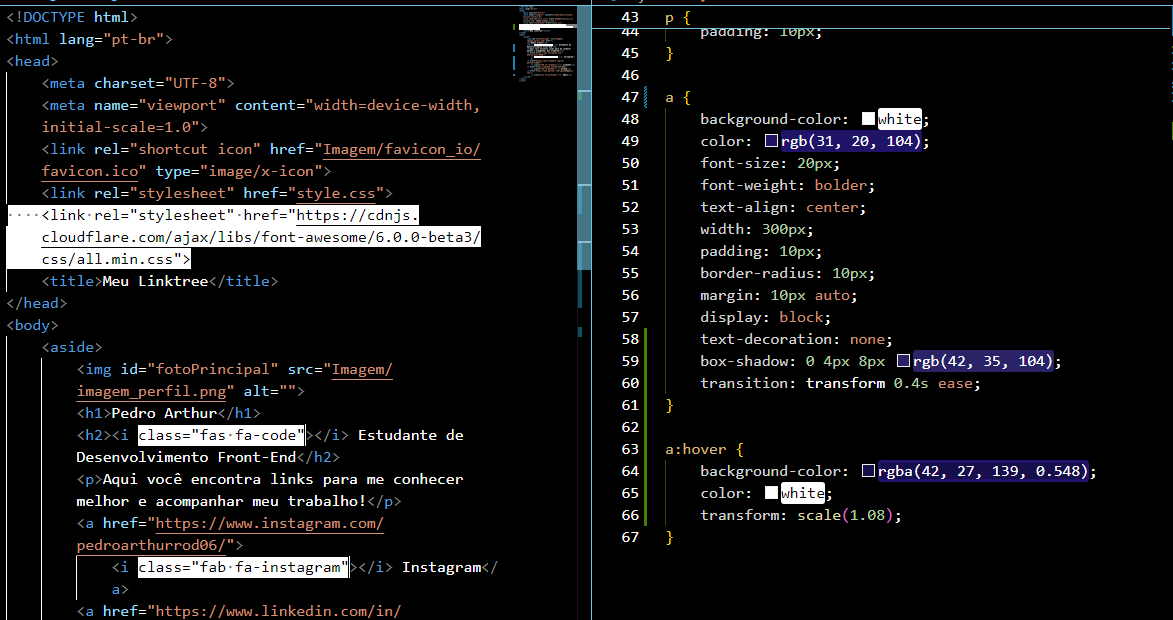 <!DOCTYPE html>
<html lang="pt-br">
<head>
<meta charset="UTF-8">
<meta name="viewport" content="width=device-width,
initial-scale=1.0">
<link rel="shortcut icon" href="Imagem/favicon_io/
favicon.ico" type="image/x-icon">
<link rel="stylesheet" href="style.css">
····<link·rel="stylesheet"·href="https://cdnjs.
cloudflare.com/ajax/libs/font-awesome/6.0.0-beta3/
css/all.min.css">
<title>Meu Linktree</title>
</head>
<body>
<aside>
<img id="fotoPrincipal" src="Imagem/
imagem_perfil.png" alt="">
<h1>Pedro Arthur</h1>
<h2><i class="fas·fa-code"></i> Estudante de
Desenvolvimento Front-End</h2>
<p>Aqui você encontra links para me conhecer
melhor e acompanhar meu trabalho!</p>
<a href="https://www.instagram.com/
pedroarthurrod06/">
<i class="fab·fa-instagram"></i> Instagram</
a>
<a href="https://www.linkedin.com/in/
43 p {
44 padding: 10px;
45 }
46
47 a {
48 background-color: white;
49 color: rgb(31, 20, 104);
50 font-size: 20px;
51 font-weight: bolder;
52 text-align: center;
53 width: 300px;
54 padding: 10px;
55 border-radius: 10px;
56 margin: 10px auto;
57 display: block;
58 text-decoration: none;
59 box-shadow: 0 4px 8px rgb(42, 35, 104);
60 transition: transform 0.4s ease;
61 }
62
63 a:hover {
64 background-color: rgba(42, 27, 139, 0.548);
65 color: white;
66 transform: scale(1.08);
67 }